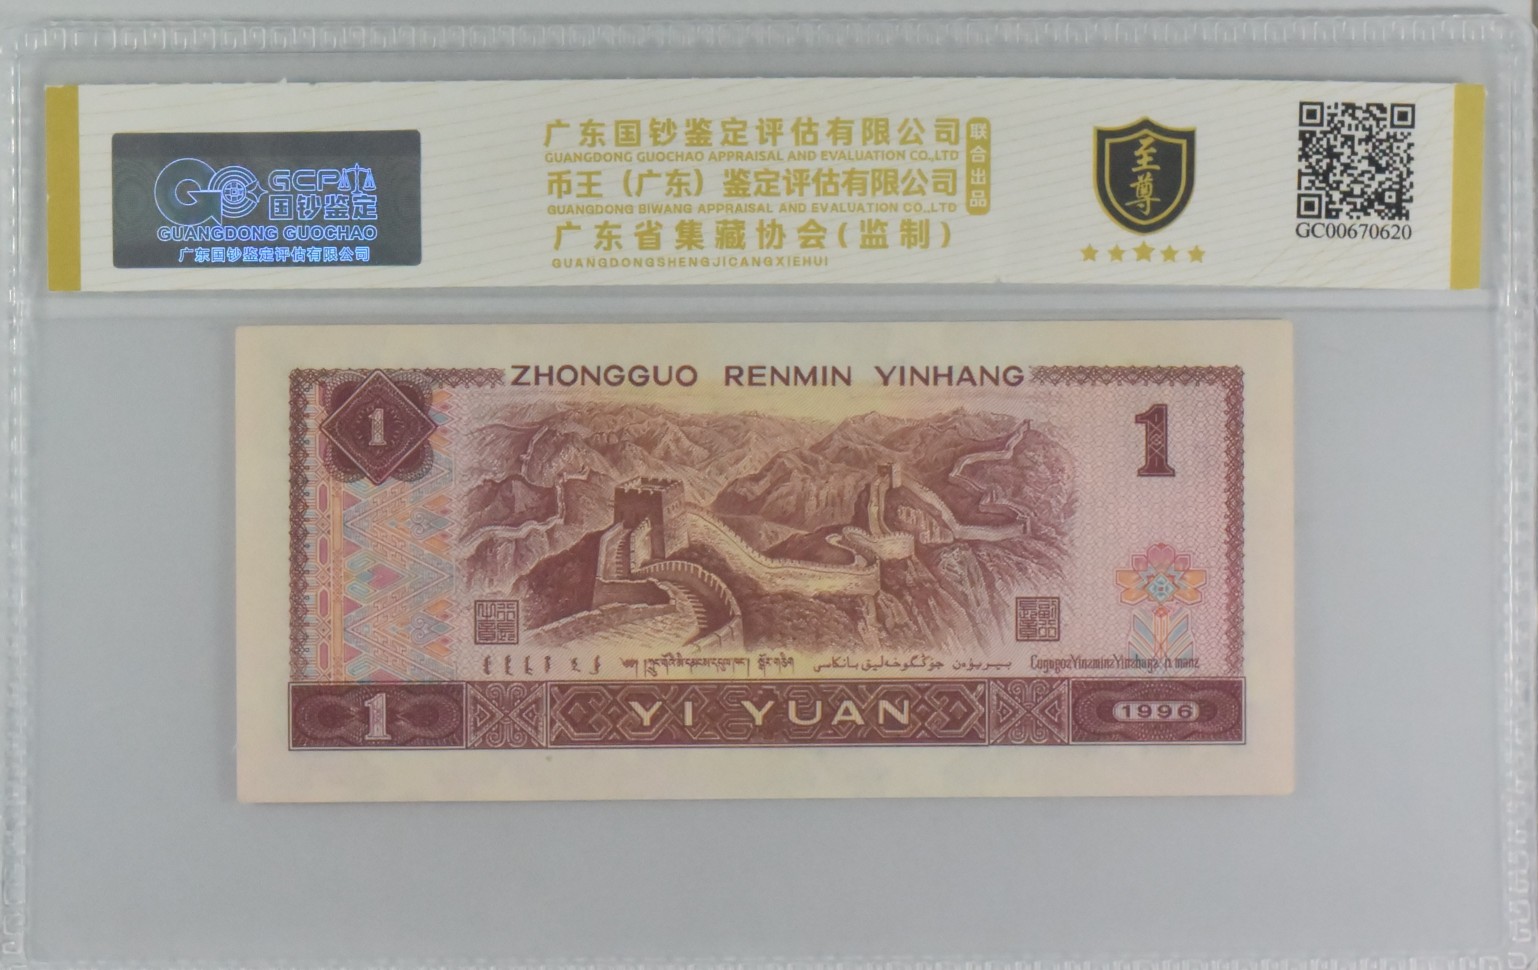 GCP
国钞鉴定
GUANGDONG GUOCHAO
广东国钞鉴定评估有限公司
广东国钞鉴定评估有限公司
GUANGDONG GUOCHAO APPRAISAL AND EVALUATION CO.,LTD
币王（广东）鉴定评估有限公司
GUANGDONG BIWANG APPRAISAL AND EVALUATION CO.,LTD
联合出品
广东省集藏协会(监制)
GUANGDONGSHENGJICANGXIEHUI
至尊
GC00670620
ZHONGGUO RENMIN YINHANG
1
1
YI YUAN
1
1996